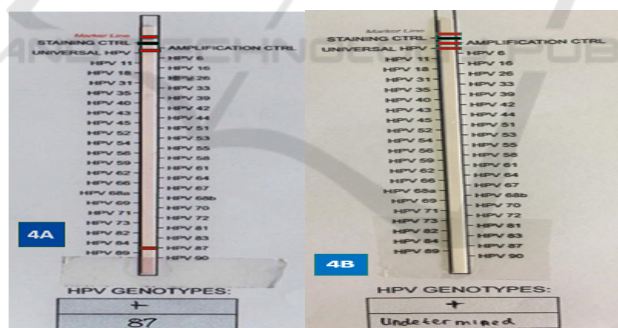 Marker Line
STAINING CTRL
AMPLIFICATION CTRL
UNIVERSAL HPV
HPV 6
HPV 11
HPV 16
HPV 18
HPV 26
HPV 31
HPV 33
HPV 35
HPV 39
HPV 40
HPV 42
HPV 43
HPV 44
HPV 45
HPV 51
HPV 52
HPV 53
HPV 54
HPV 55
HPV 56
HPV 58
HPV 59
HPV 61
HPV 62
HPV 64
HPV 66
HPV 67
HPV 68a
HPV 68b
HPV 69
HPV 70
HPV 71
HPV 72
HPV 73
HPV 81
HPV 82
HPV 83
HPV 84
HPV 87
HPV 89
HPV 90
4A
HPV GENOTYPES:
+
87
Marker Line
STAINING CTRL
AMPLIFICATION CTRL
UNIVERSAL HPV
HPV 6
HPV 11
HPV 16
HPV 18
HPV 26
HPV 31
HPV 33
HPV 35
HPV 39
HPV 40
HPV 42
HPV 43
HPV 44
HPV 45
HPV 51
HPV 52
HPV 53
HPV 54
HPV 55
HPV 56
HPV 58
HPV 59
HPV 61
HPV 62
HPV 64
HPV 66
HPV 67
HPV 68a
HPV 68b
HPV 69
HPV 70
HPV 71
HPV 72
HPV 73
HPV 81
HPV 82
HPV 83
HPV 84
HPV 87
HPV 89
HPV 90
4B
HPV GENOTYPES:
+
Undetermined